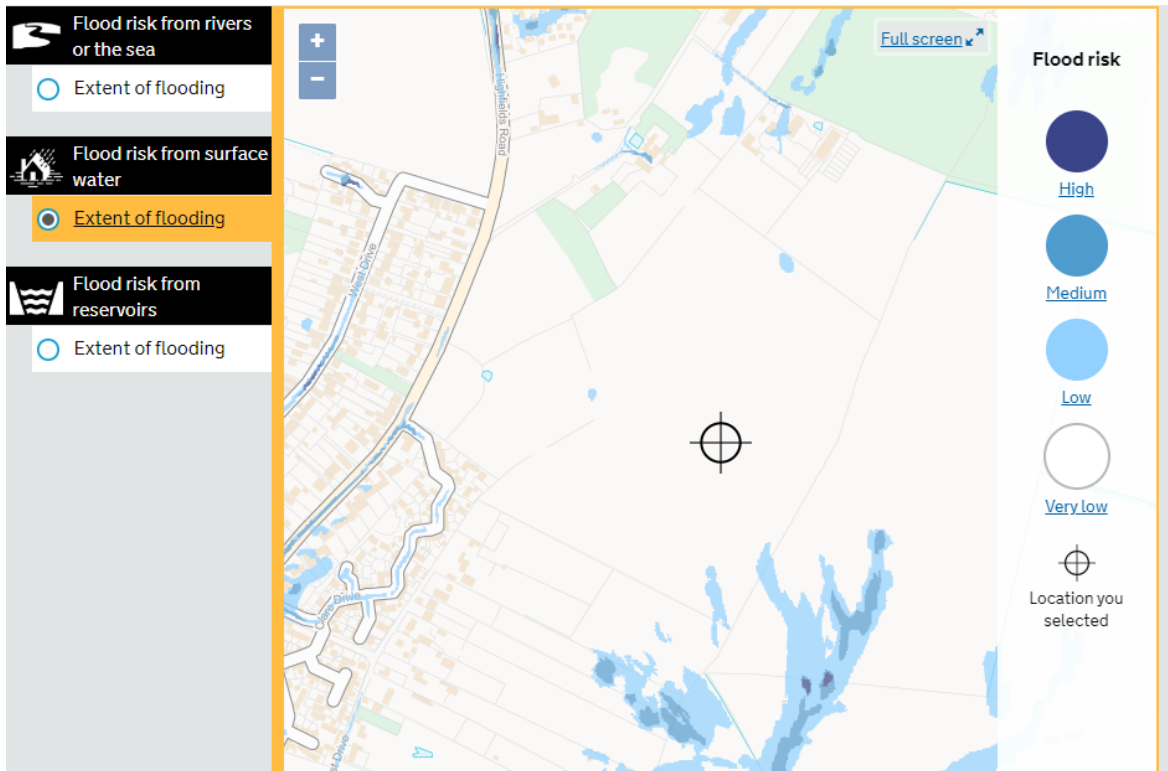 Flood risk from rivers
or the sea
Extent of flooding
Flood risk from surface
water
Extent of flooding
Flood risk from
reservoirs
Extent of flooding
+
−
Full screen
Highfields Road
West Drive
Clare Drive
Flood risk
High
Medium
Low
Very low
Location you
selected